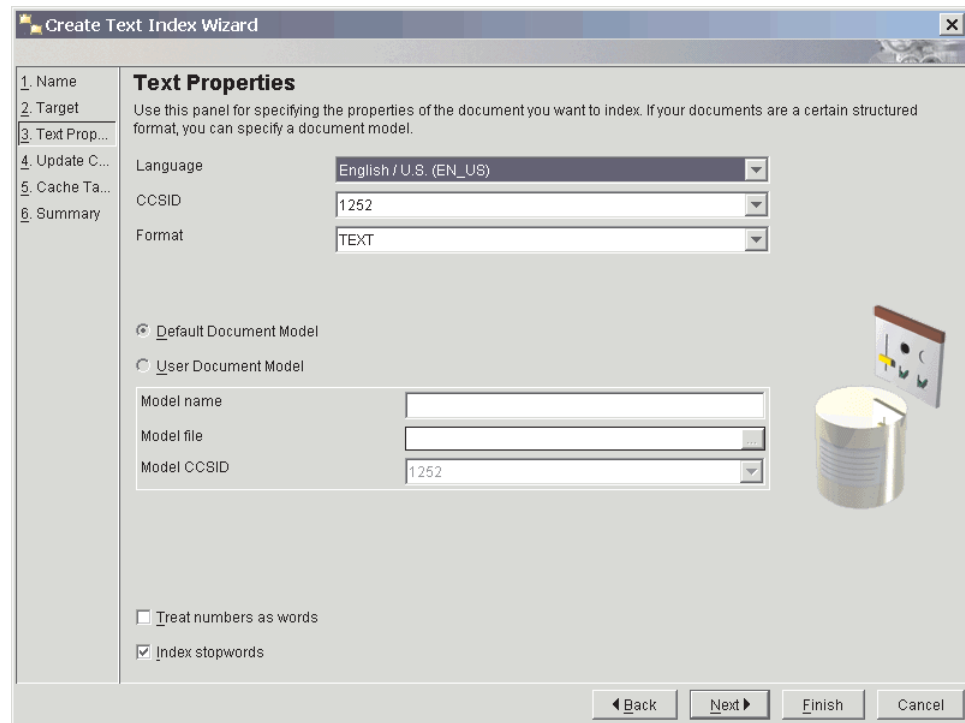 Create Text Index Wizard
1. Name
2. Target
3. Text Prop...
4. Update C...
5. Cache Ta...
6. Summary
Text Properties
Use this panel for specifying the properties of the document you want to index. If your documents are a certain structured
format, you can specify a document model.
Language
English / U.S. (EN_US)
CCSID
1252
Format
TEXT
Default Document Model
User Document Model
Model name
Model file
...
Model CCSID
1252
Treat numbers as words
Index stopwords
Back
Next
Finish
Cancel